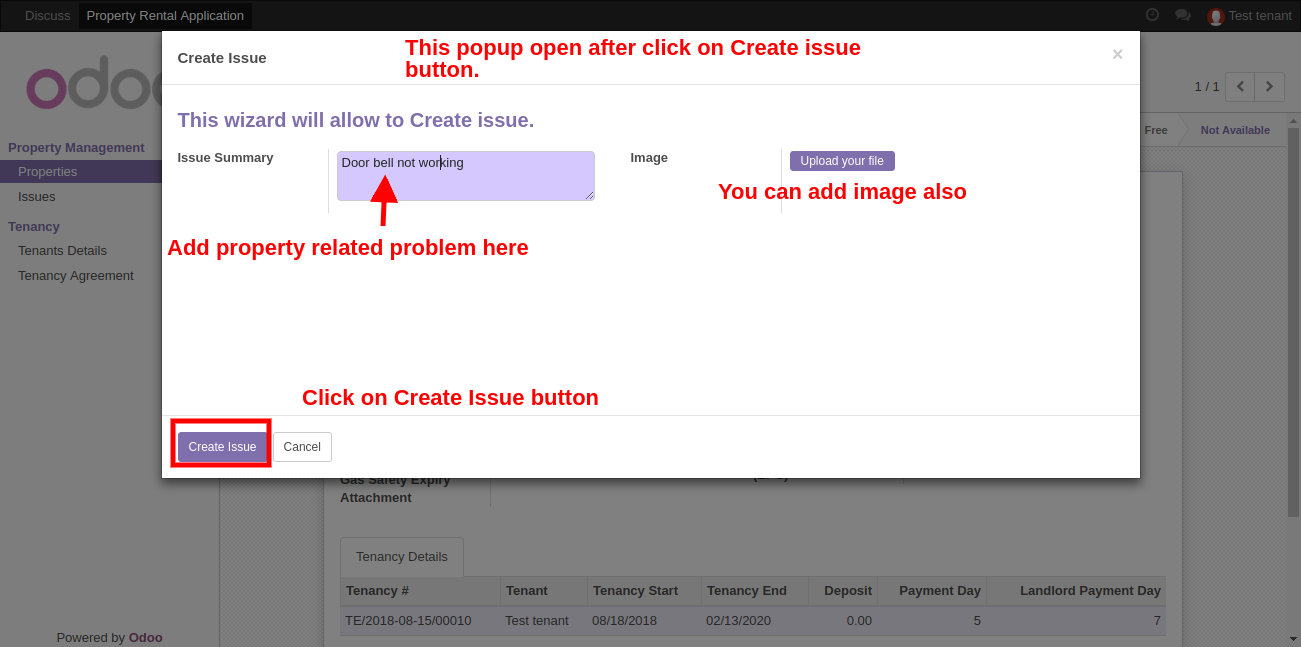 Discuss Property Rental Application Test tenant
This popup open after click on Create issue
button.
Create Issue ×
odoo
1 / 1
This wizard will allow to Create issue.
Free Not Available
Property Management
Issue Summary Door bell not working Image Upload your file
Properties
You can add image also
Issues
Tenancy
Add property related problem here
Tenants Details
Tenancy Agreement
Click on Create Issue button
Create Issue Cancel
Gas Safety Expiry
Attachment
Tenancy Details
Tenancy # Tenant Tenancy Start Tenancy End Deposit Payment Day Landlord Payment Day
TE/2018-08-15/00010 Test tenant 08/18/2018 02/13/2020 0.00 5 7
Powered by Odoo